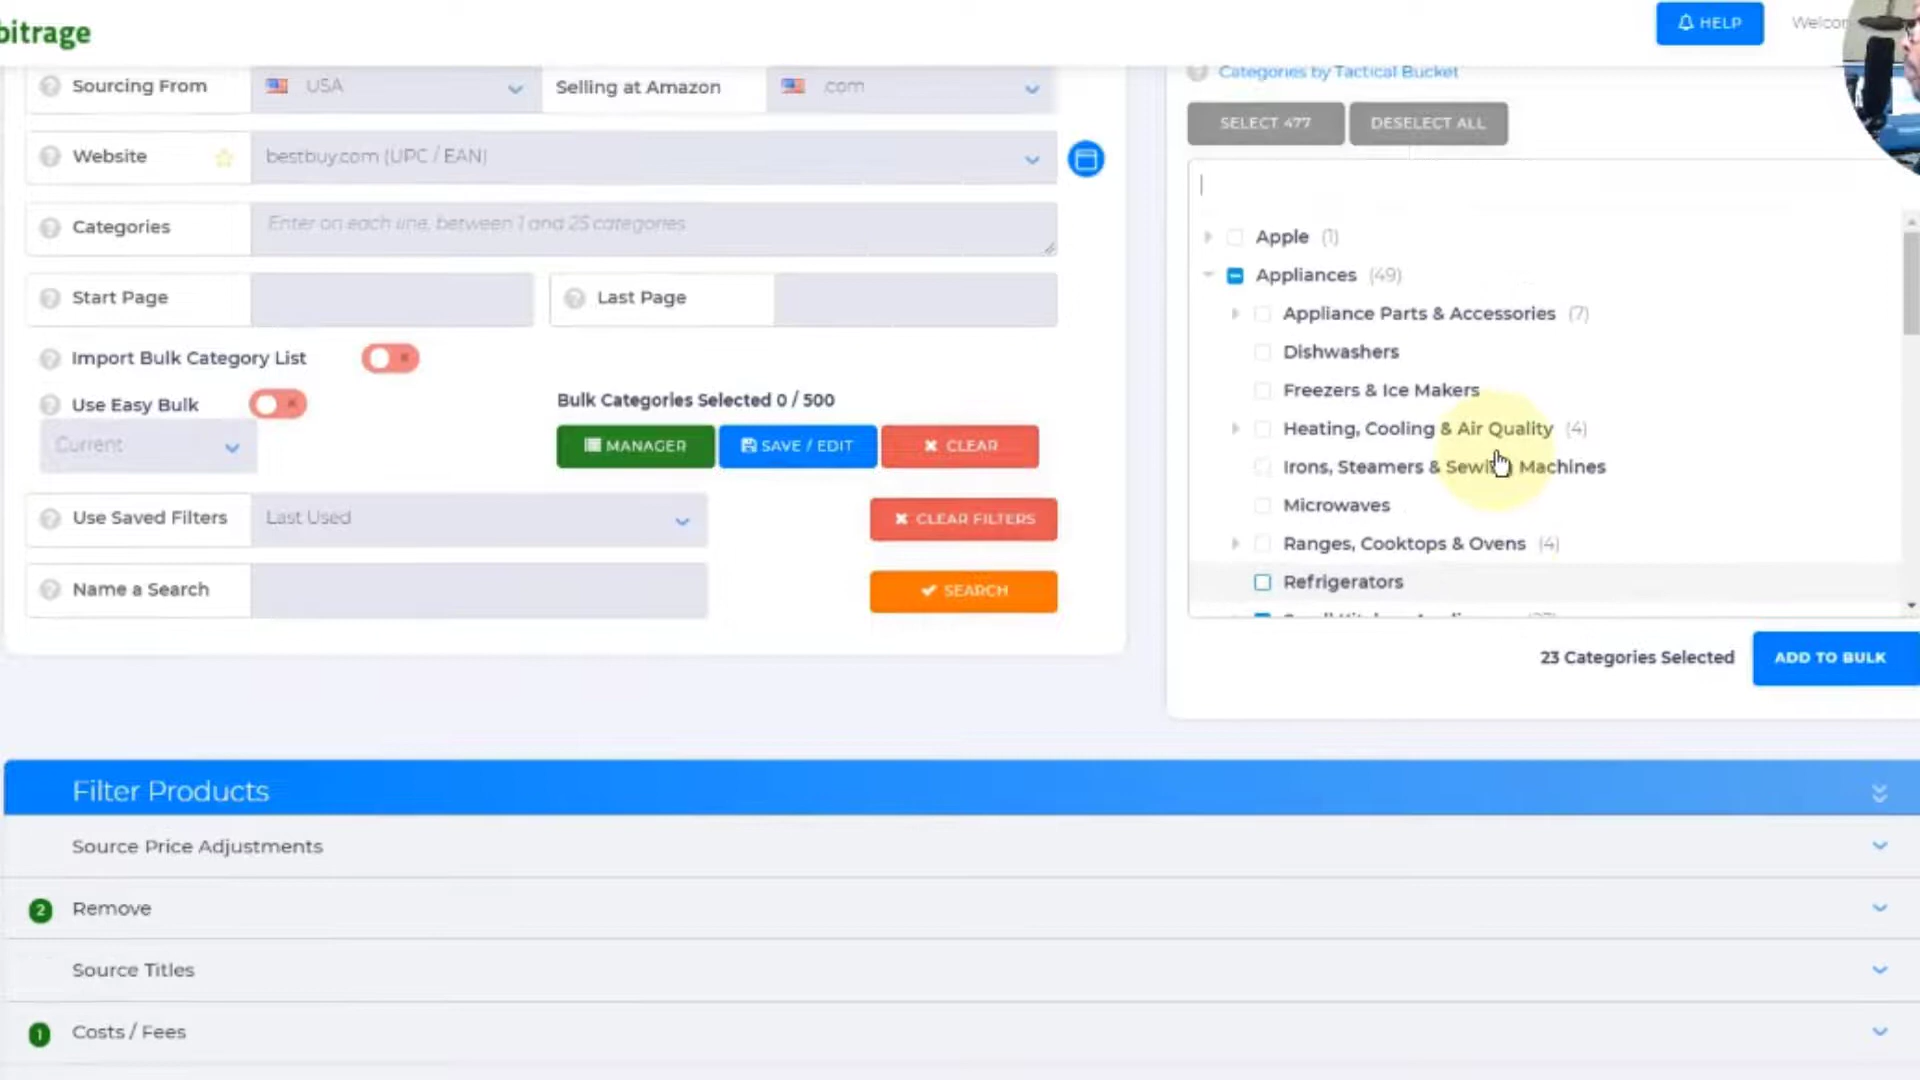 bitrage
HELP
Sourcing From
USA
Selling at Amazon
.com
Website
bestbuy.com (UPC / EAN)
Categories
Enter on each line, between 1 and 25 categories
Start Page
Last Page
Import Bulk Category List
Use Easy Bulk
Current
Bulk Categories Selected 0 / 500
MANAGER
SAVE / EDIT
CLEAR
Use Saved Filters
Last Used
CLEAR FILTERS
Name a Search
SEARCH
Categories by Tactical Bucket
SELECT 477
DESELECT ALL
Apple (1)
Appliances (49)
Appliance Parts & Accessories (7)
Dishwashers
Freezers & Ice Makers
Heating, Cooling & Air Quality (4)
Irons, Steamers & Sewing Machines
Microwaves
Ranges, Cooktops & Ovens (4)
Refrigerators
23 Categories Selected
ADD TO BULK
Filter Products
Source Price Adjustments
2 Remove
Source Titles
1 Costs / Fees